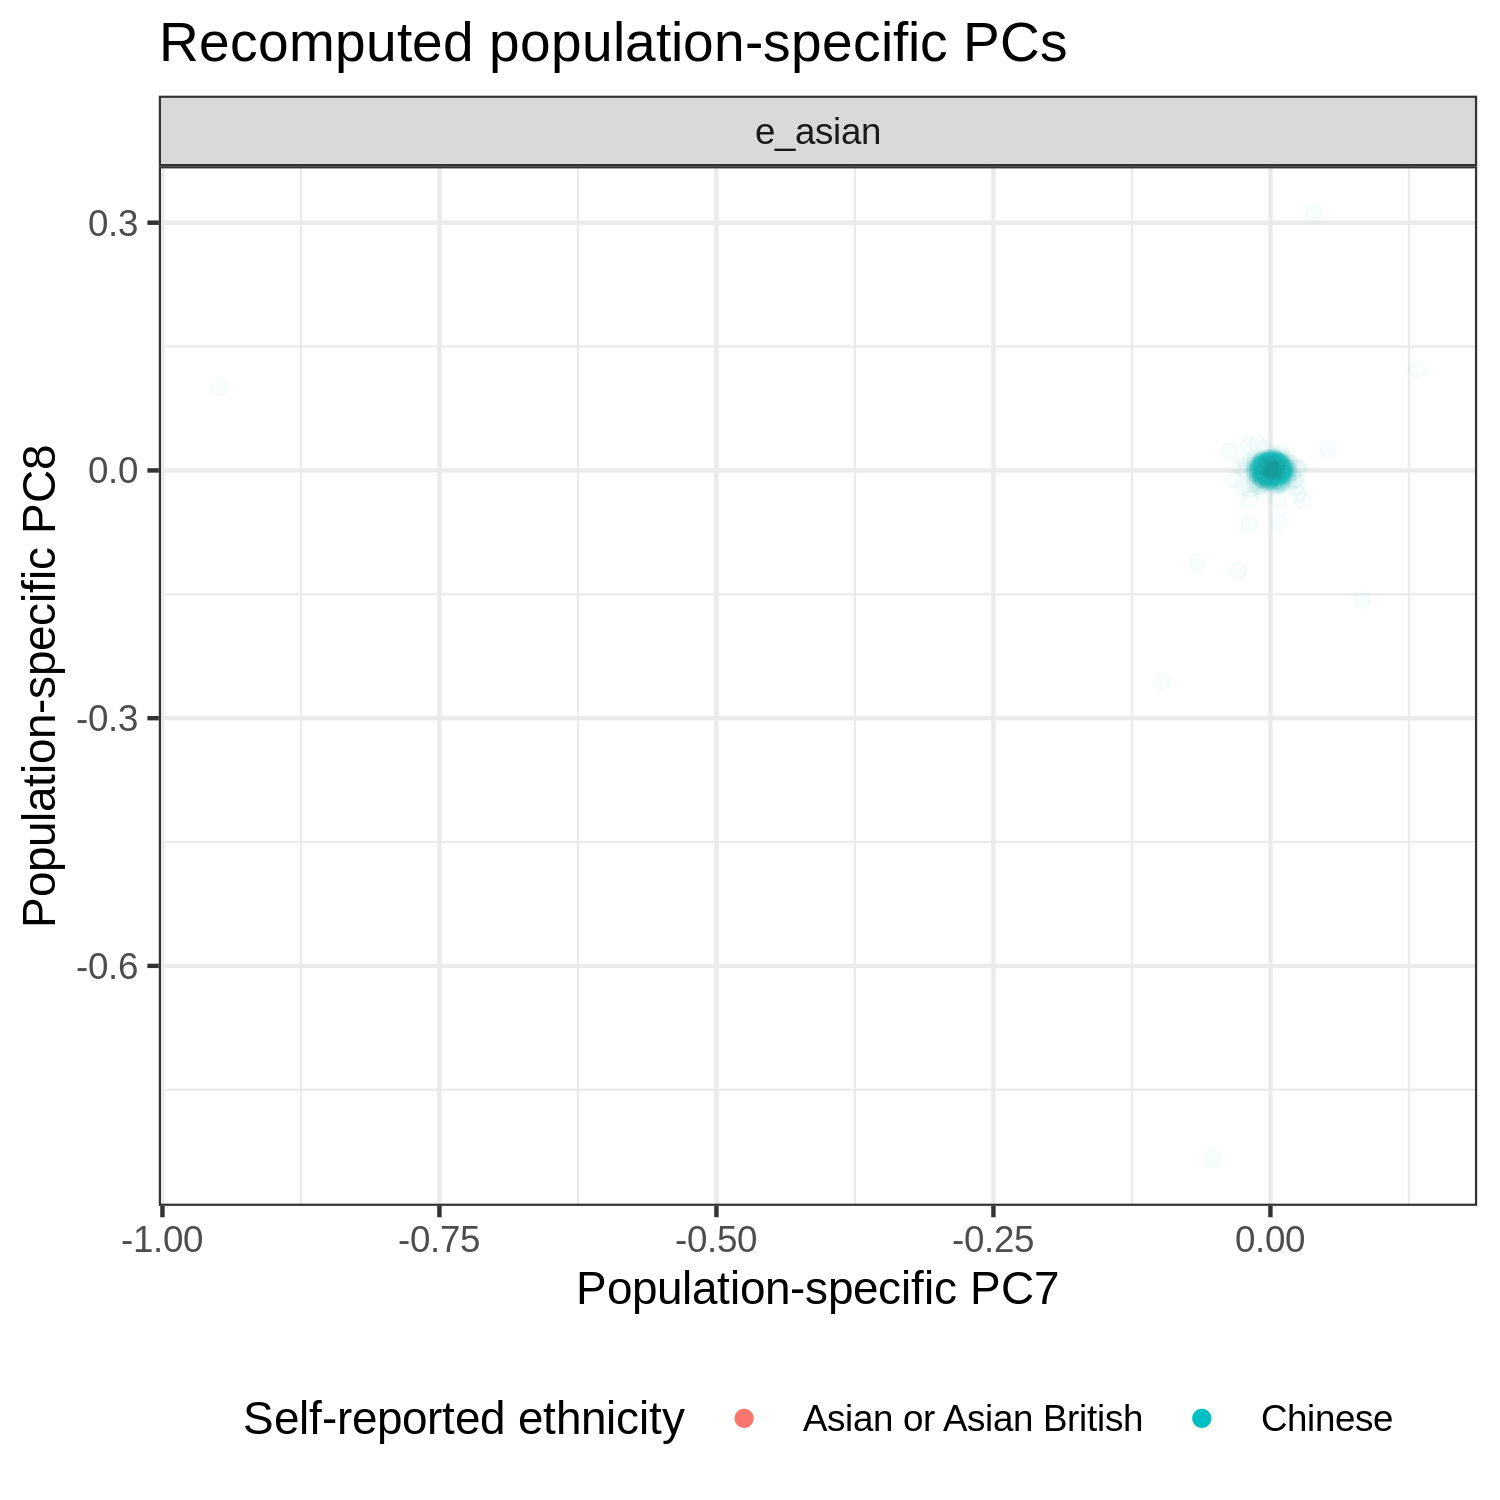 Recomputed population-specific PCs
e_asian
0.3
0.0
-0.3
-0.6
Population-specific PC8
-1.00 -0.75 -0.50 -0.25 0.00
Population-specific PC7
Self-reported ethnicity Asian or Asian British Chinese